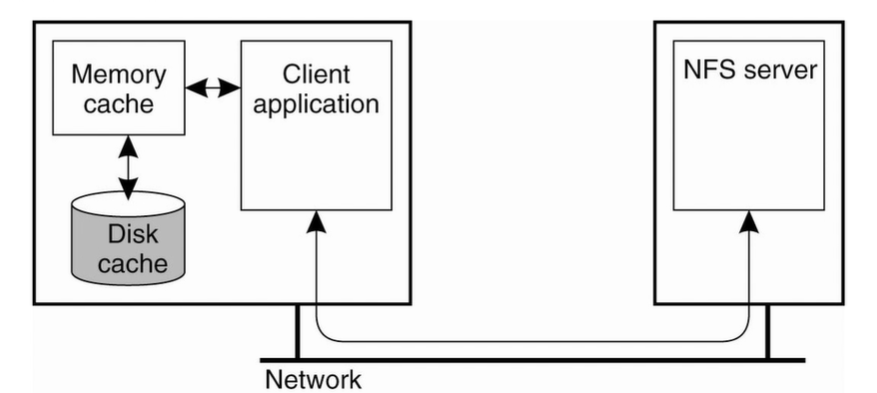 Memory
cache
Client
application
NFS server
Disk
cache
Network